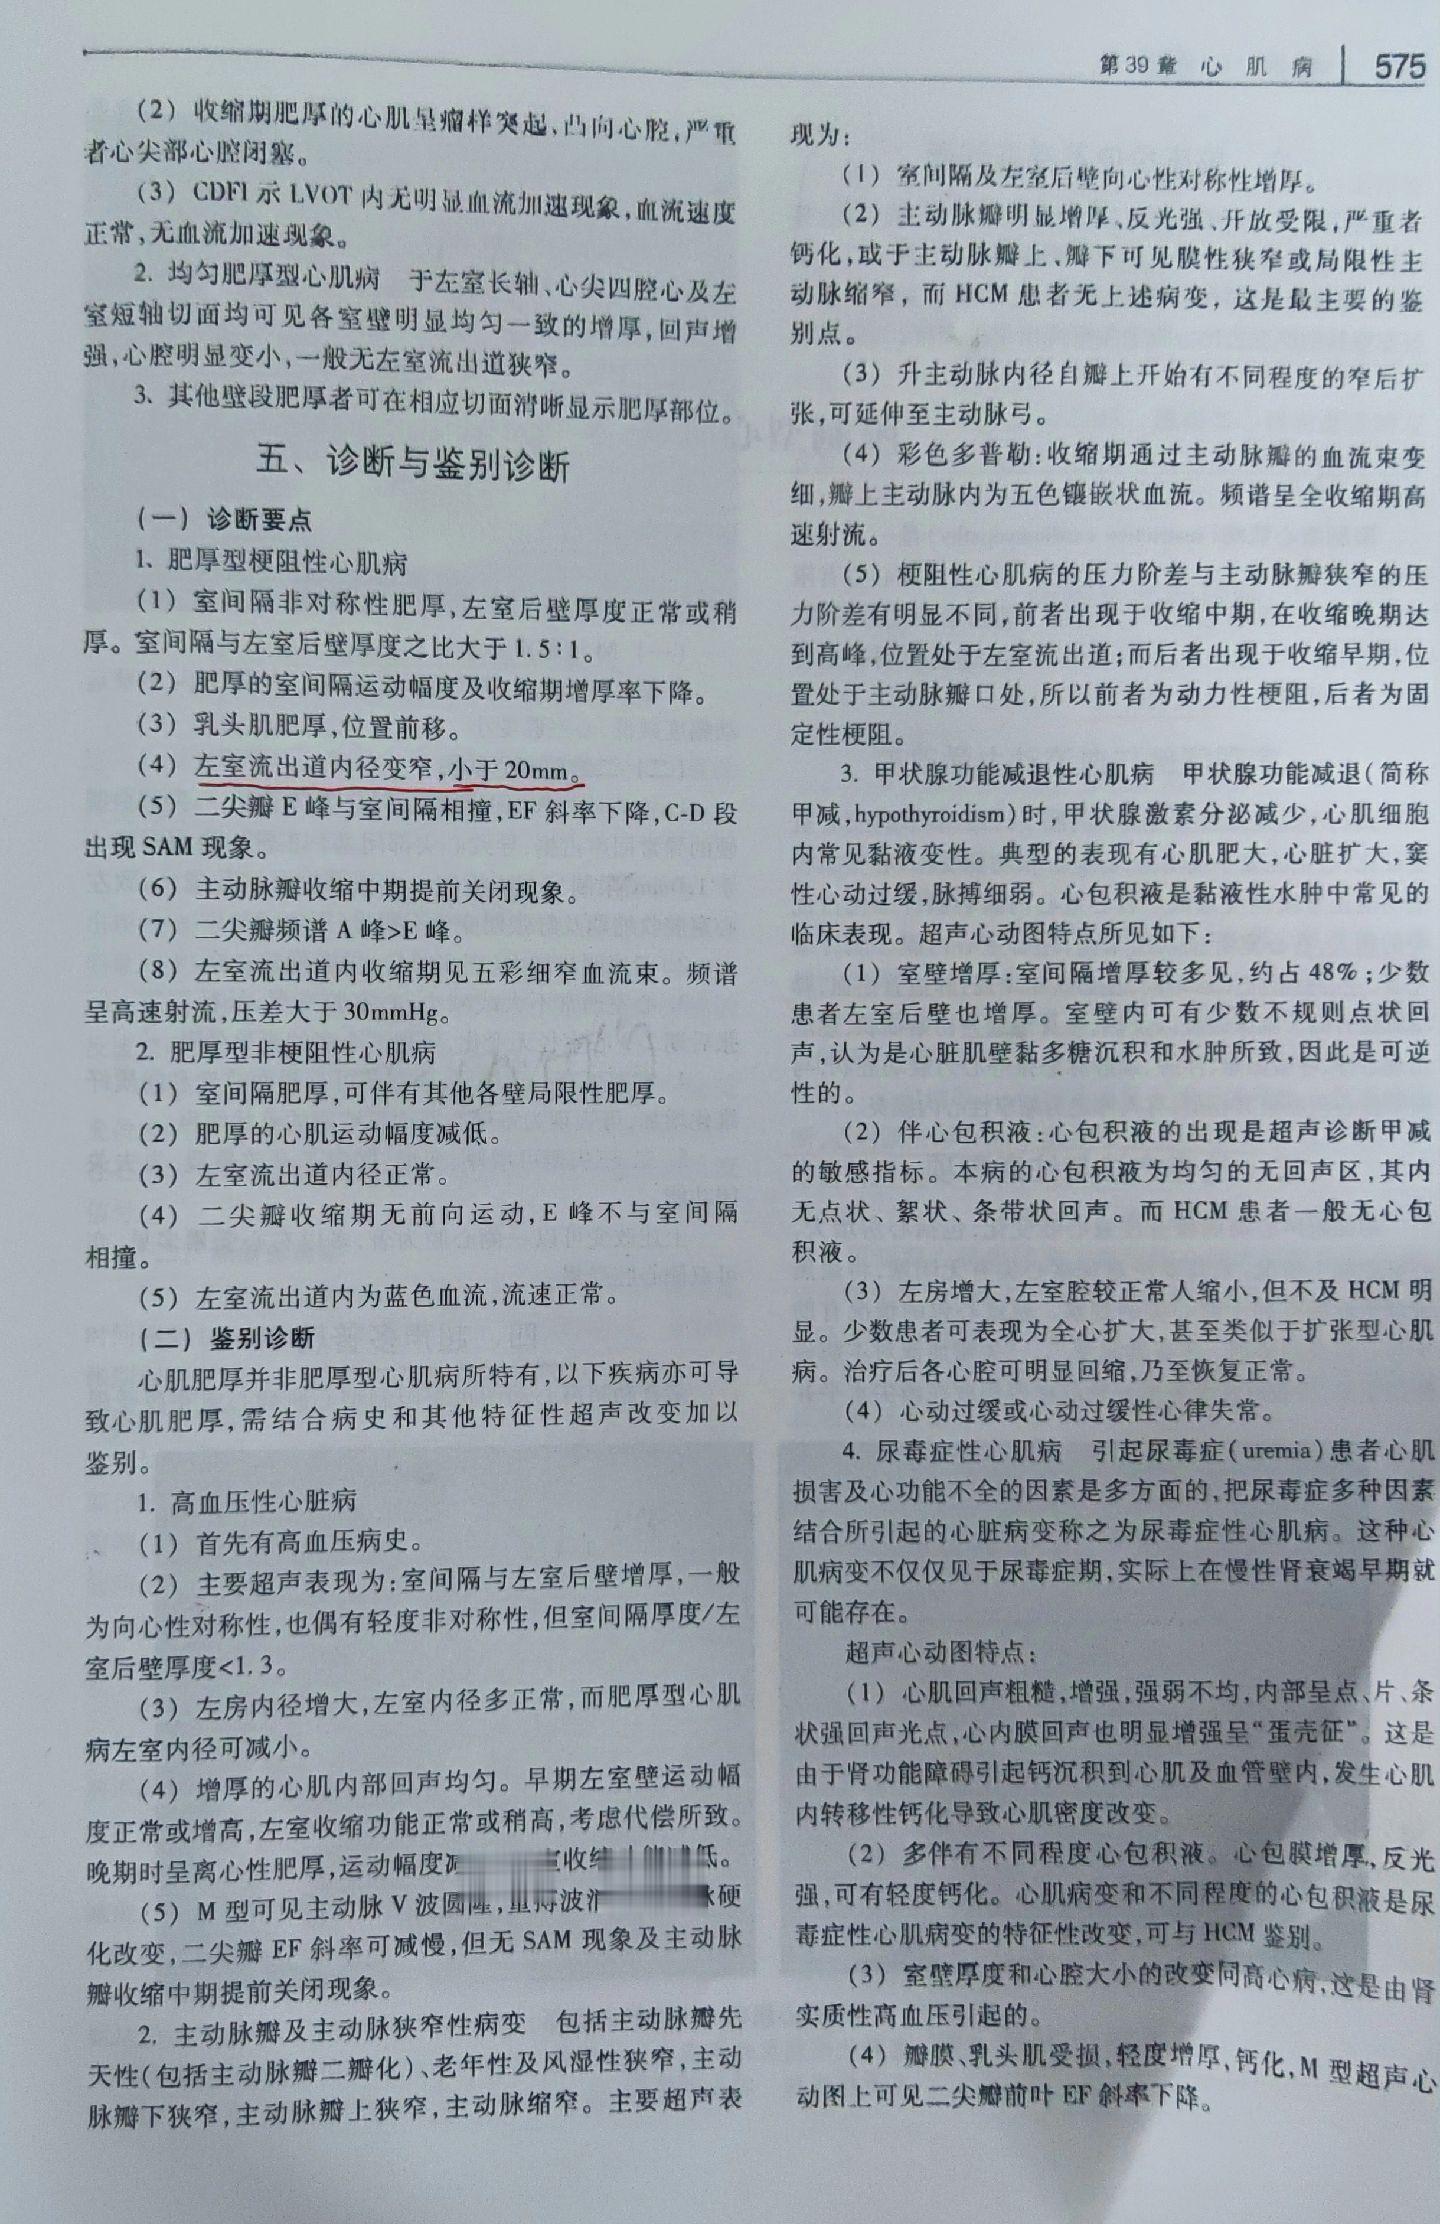 第39章 心肌病 575
(2) 收缩期肥厚的心肌呈瘤样突起,凸向心腔,严重
者心尖部心腔闭塞。
(3) CDFI 示 LVOT 内无明显血流加速现象,血流速度
正常,无血流加速现象。
2. 均匀肥厚型心肌病 于左室长轴、心尖四腔心及左
室短轴切面均可见各室壁明显均匀一致的增厚,回声增
强,心腔明显变小,一般无左室流出道狭窄。
3. 其他壁段肥厚者可在相应切面清晰显示肥厚部位。
五、诊断与鉴别诊断
(一) 诊断要点
1. 肥厚型梗阻性心肌病
(1) 室间隔非对称性肥厚,左室后壁厚度正常或稍
厚。室间隔与左室后壁厚度之比大于1.5:1。
(2) 肥厚的室间隔运动幅度及收缩期增厚率下降。
(3) 乳头肌肥厚,位置前移。
(4) 左室流出道内径变窄,小于20mm。
(5) 二尖瓣 E 峰与室间隔相撞,EF 斜率下降,C-D 段
出现 SAM 现象。
(6) 主动脉瓣收缩中期提前关闭现象。
(7) 二尖瓣频谱 A 峰>E 峰。
(8) 左室流出道内收缩期见五彩细窄血流束。频谱
呈高速射流,压差大于30mmHg。
2. 肥厚型非梗阻性心肌病
(1) 室间隔肥厚,可伴有其他各壁局限性肥厚。
(2) 肥厚的心肌运动幅度减低。
(3) 左室流出道内径正常。
(4) 二尖瓣收缩期无前向运动,E 峰不与室间隔
相撞。
(5) 左室流出道内为蓝色血流,流速正常。
(二) 鉴别诊断
心肌肥厚并非肥厚型心肌病所特有,以下疾病亦可导
致心肌肥厚,需结合病史和其他特征性超声改变加以
鉴别。
1. 高血压性心脏病
(1) 首先有高血压病史。
(2) 主要超声表现为:室间隔与左室后壁增厚,一般
为向心性对称性,也偶有轻度非对称性,但室间隔厚度/左
室后壁厚度<1.3。
(3) 左房内径增大,左室内径多正常,而肥厚型心肌
病左室内径可减小。
(4) 增厚的心肌内部回声均匀。早期左室壁运动幅
度正常或增高,左室收缩功能正常或稍高,考虑代偿所致。
晚期时呈离心性肥厚,运动幅度减 收缩 低。
(5) M 型可见主动脉 V 波圆隆,重搏波消 硬
化改变,二尖瓣 EF 斜率可减慢,但无 SAM 现象及主动脉
瓣收缩中期提前关闭现象。
2. 主动脉瓣及主动脉狭窄性病变 包括主动脉瓣先
天性(包括主动脉瓣二瓣化)、老年性及风湿性狭窄,主动
脉瓣下狭窄,主动脉瓣上狭窄,主动脉缩窄。主要超声表
现为:
(1) 室间隔及左室后壁向心性对称性增厚。
(2) 主动脉瓣明显增厚、反光强、开放受限,严重者
钙化,或于主动脉瓣上、瓣下可见膜性狭窄或局限性主
动脉缩窄,而 HCM 患者无上述病变,这是最主要的鉴
别点。
(3) 升主动脉内径自瓣上开始有不同程度的窄后扩
张,可延伸至主动脉弓。
(4) 彩色多普勒:收缩期通过主动脉瓣的血流束变
细,瓣上主动脉内为五色镶嵌状血流。频谱呈全收缩期高
速射流。
(5) 梗阻性心肌病的压力阶差与主动脉瓣狭窄的压
力阶差有明显不同,前者出现于收缩中期,在收缩晚期达
到高峰,位置处于左室流出道;而后者出现于收缩早期,位
置处于主动脉瓣口处,所以前者为动力性梗阻,后者为固
定性梗阻。
3. 甲状腺功能减退性心肌病 甲状腺功能减退(简称
甲减,hypothyroidism)时,甲状腺激素分泌减少,心肌细胞
内常见黏液变性。典型的表现有心肌肥大,心脏扩大,窦
性心动过缓,脉搏细弱。心包积液是黏液性水肿中常见的
临床表现。超声心动图特点所见如下:
(1) 室壁增厚:室间隔增厚较多见,约占48%;少数
患者左室后壁也增厚。室壁内可有少数不规则点状回
声,认为是心脏肌壁黏多糖沉积和水肿所致,因此是可逆
性的。
(2) 伴心包积液:心包积液的出现是超声诊断甲减
的敏感指标。本病的心包积液为均匀的无回声区,其内
无点状、絮状、条带状回声。而 HCM 患者一般无心包
积液。
(3) 左房增大,左室腔较正常人缩小,但不及 HCM 明
显。少数患者可表现为全心扩大,甚至类似于扩张型心肌
病。治疗后各心腔可明显回缩,乃至恢复正常。
(4) 心动过缓或心动过缓性心律失常。
4. 尿毒症性心肌病 引起尿毒症(uremia)患者心肌
损害及心功能不全的因素是多方面的,把尿毒症多种因素
结合所引起的心脏病变称之为尿毒症性心肌病。这种心
肌病变不仅仅见于尿毒症期,实际上在慢性肾衰竭早期就
可能存在。
超声心动图特点:
(1) 心肌回声粗糙,增强,强弱不均,内部呈点、片、条
状强回声光点,心内膜回声也明显增强呈“蛋壳征”。这是
由于肾功能障碍引起钙沉积到心肌及血管壁内,发生心肌
内转移性钙化导致心肌密度改变。
(2) 多伴有不同程度心包积液。心包膜增厚,反光
强,可有轻度钙化。心肌病变和不同程度的心包积液是尿
毒症性心肌病变的特征性改变,可与 HCM 鉴别。
(3) 室壁厚度和心腔大小的改变同高心病,这是由肾
实质性高血压引起的。
(4) 瓣膜、乳头肌受损,轻度增厚,钙化,M 型超声心
动图上可见二尖瓣前叶 EF 斜率下降。